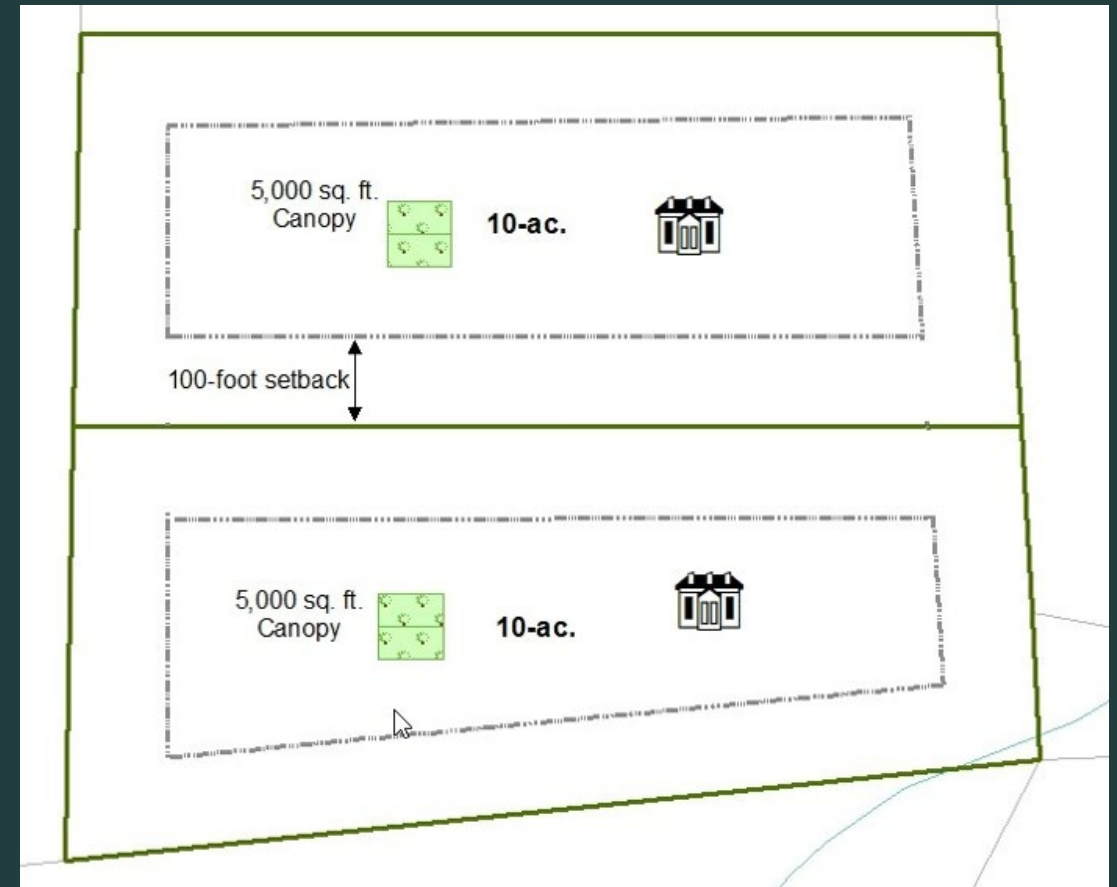 5,000 sq. ft.
Canopy
10-ac.
100-foot setback
5,000 sq. ft.
Canopy
10-ac.